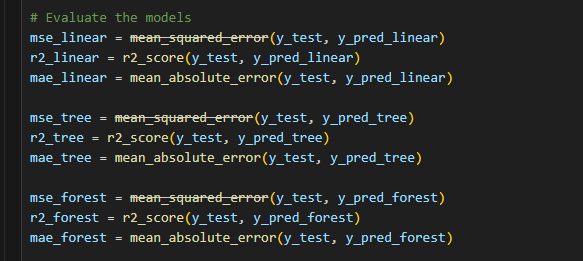 # Evaluate the models
mse_linear = mean_squared_error(y_test, y_pred_linear)
r2_linear = r2_score(y_test, y_pred_linear)
mae_linear = mean_absolute_error(y_test, y_pred_linear)
mse_tree = mean_squared_error(y_test, y_pred_tree)
r2_tree = r2_score(y_test, y_pred_tree)
mae_tree = mean_absolute_error(y_test, y_pred_tree)
mse_forest = mean_squared_error(y_test, y_pred_forest)
r2_forest = r2_score(y_test, y_pred_forest)
mae_forest = mean_absolute_error(y_test, y_pred_forest)